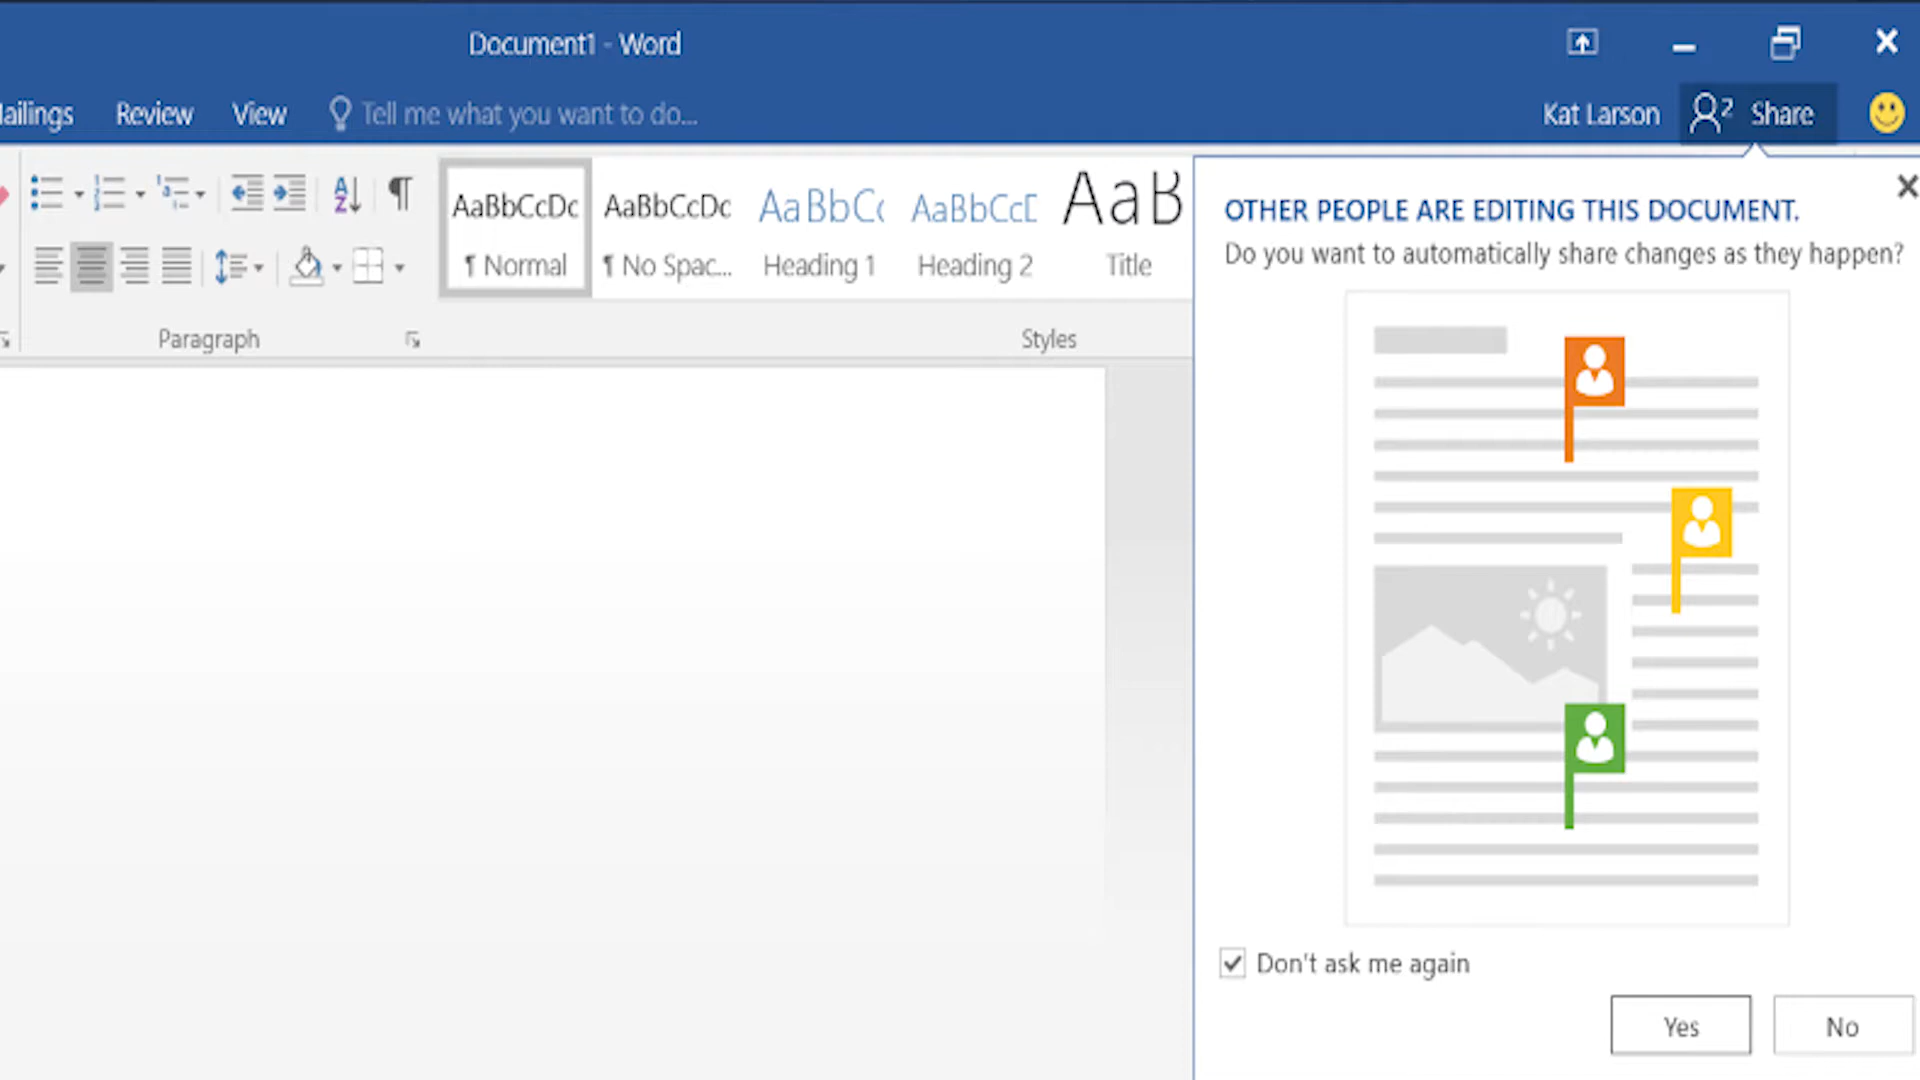 Document1 - Word
ailings Review View Tell me what you want to do... Kat Larson Share
AaBbCcDc AaBbCcDc AaBbC AaBbCcE AaB
¶ Normal ¶ No Spac... Heading 1 Heading 2 Title
Paragraph Styles
OTHER PEOPLE ARE EDITING THIS DOCUMENT.
Do you want to automatically share changes as they happen?
Don't ask me again
Yes No